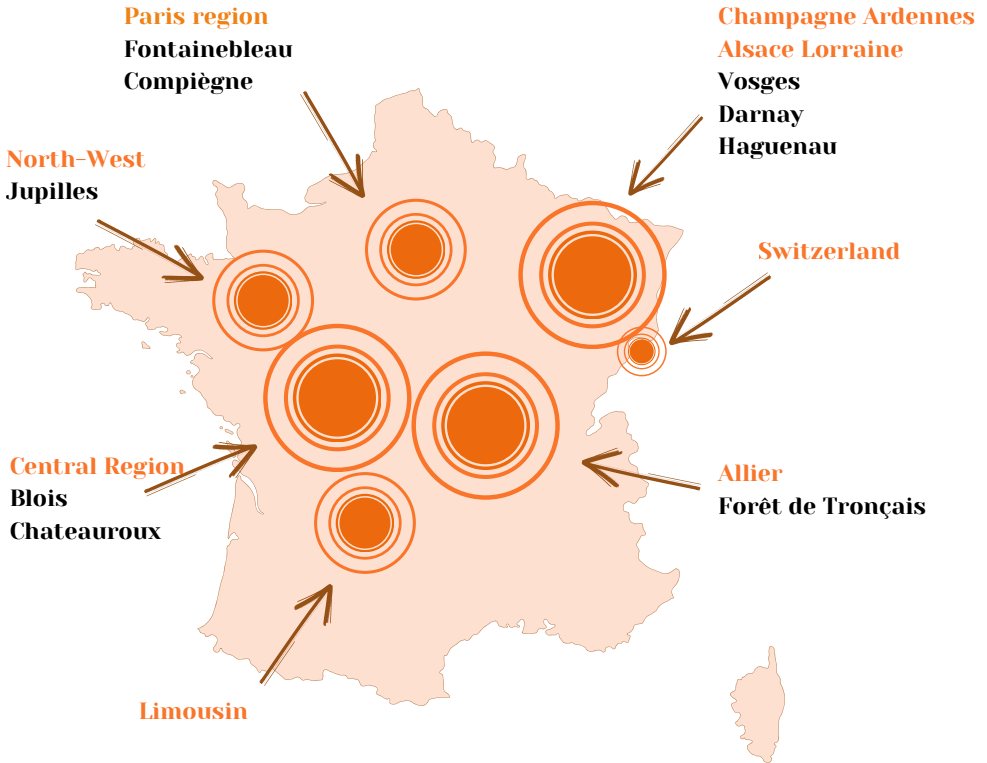 Paris region
Fontainebleau
Compiègne
Champagne Ardennes
Alsace Lorraine
Vosges
Darnay
Haguenau
North-West
Jupilles
Switzerland
Central Region
Blois
Chateauroux
Allier
Forêt de Tronçais
Limousin